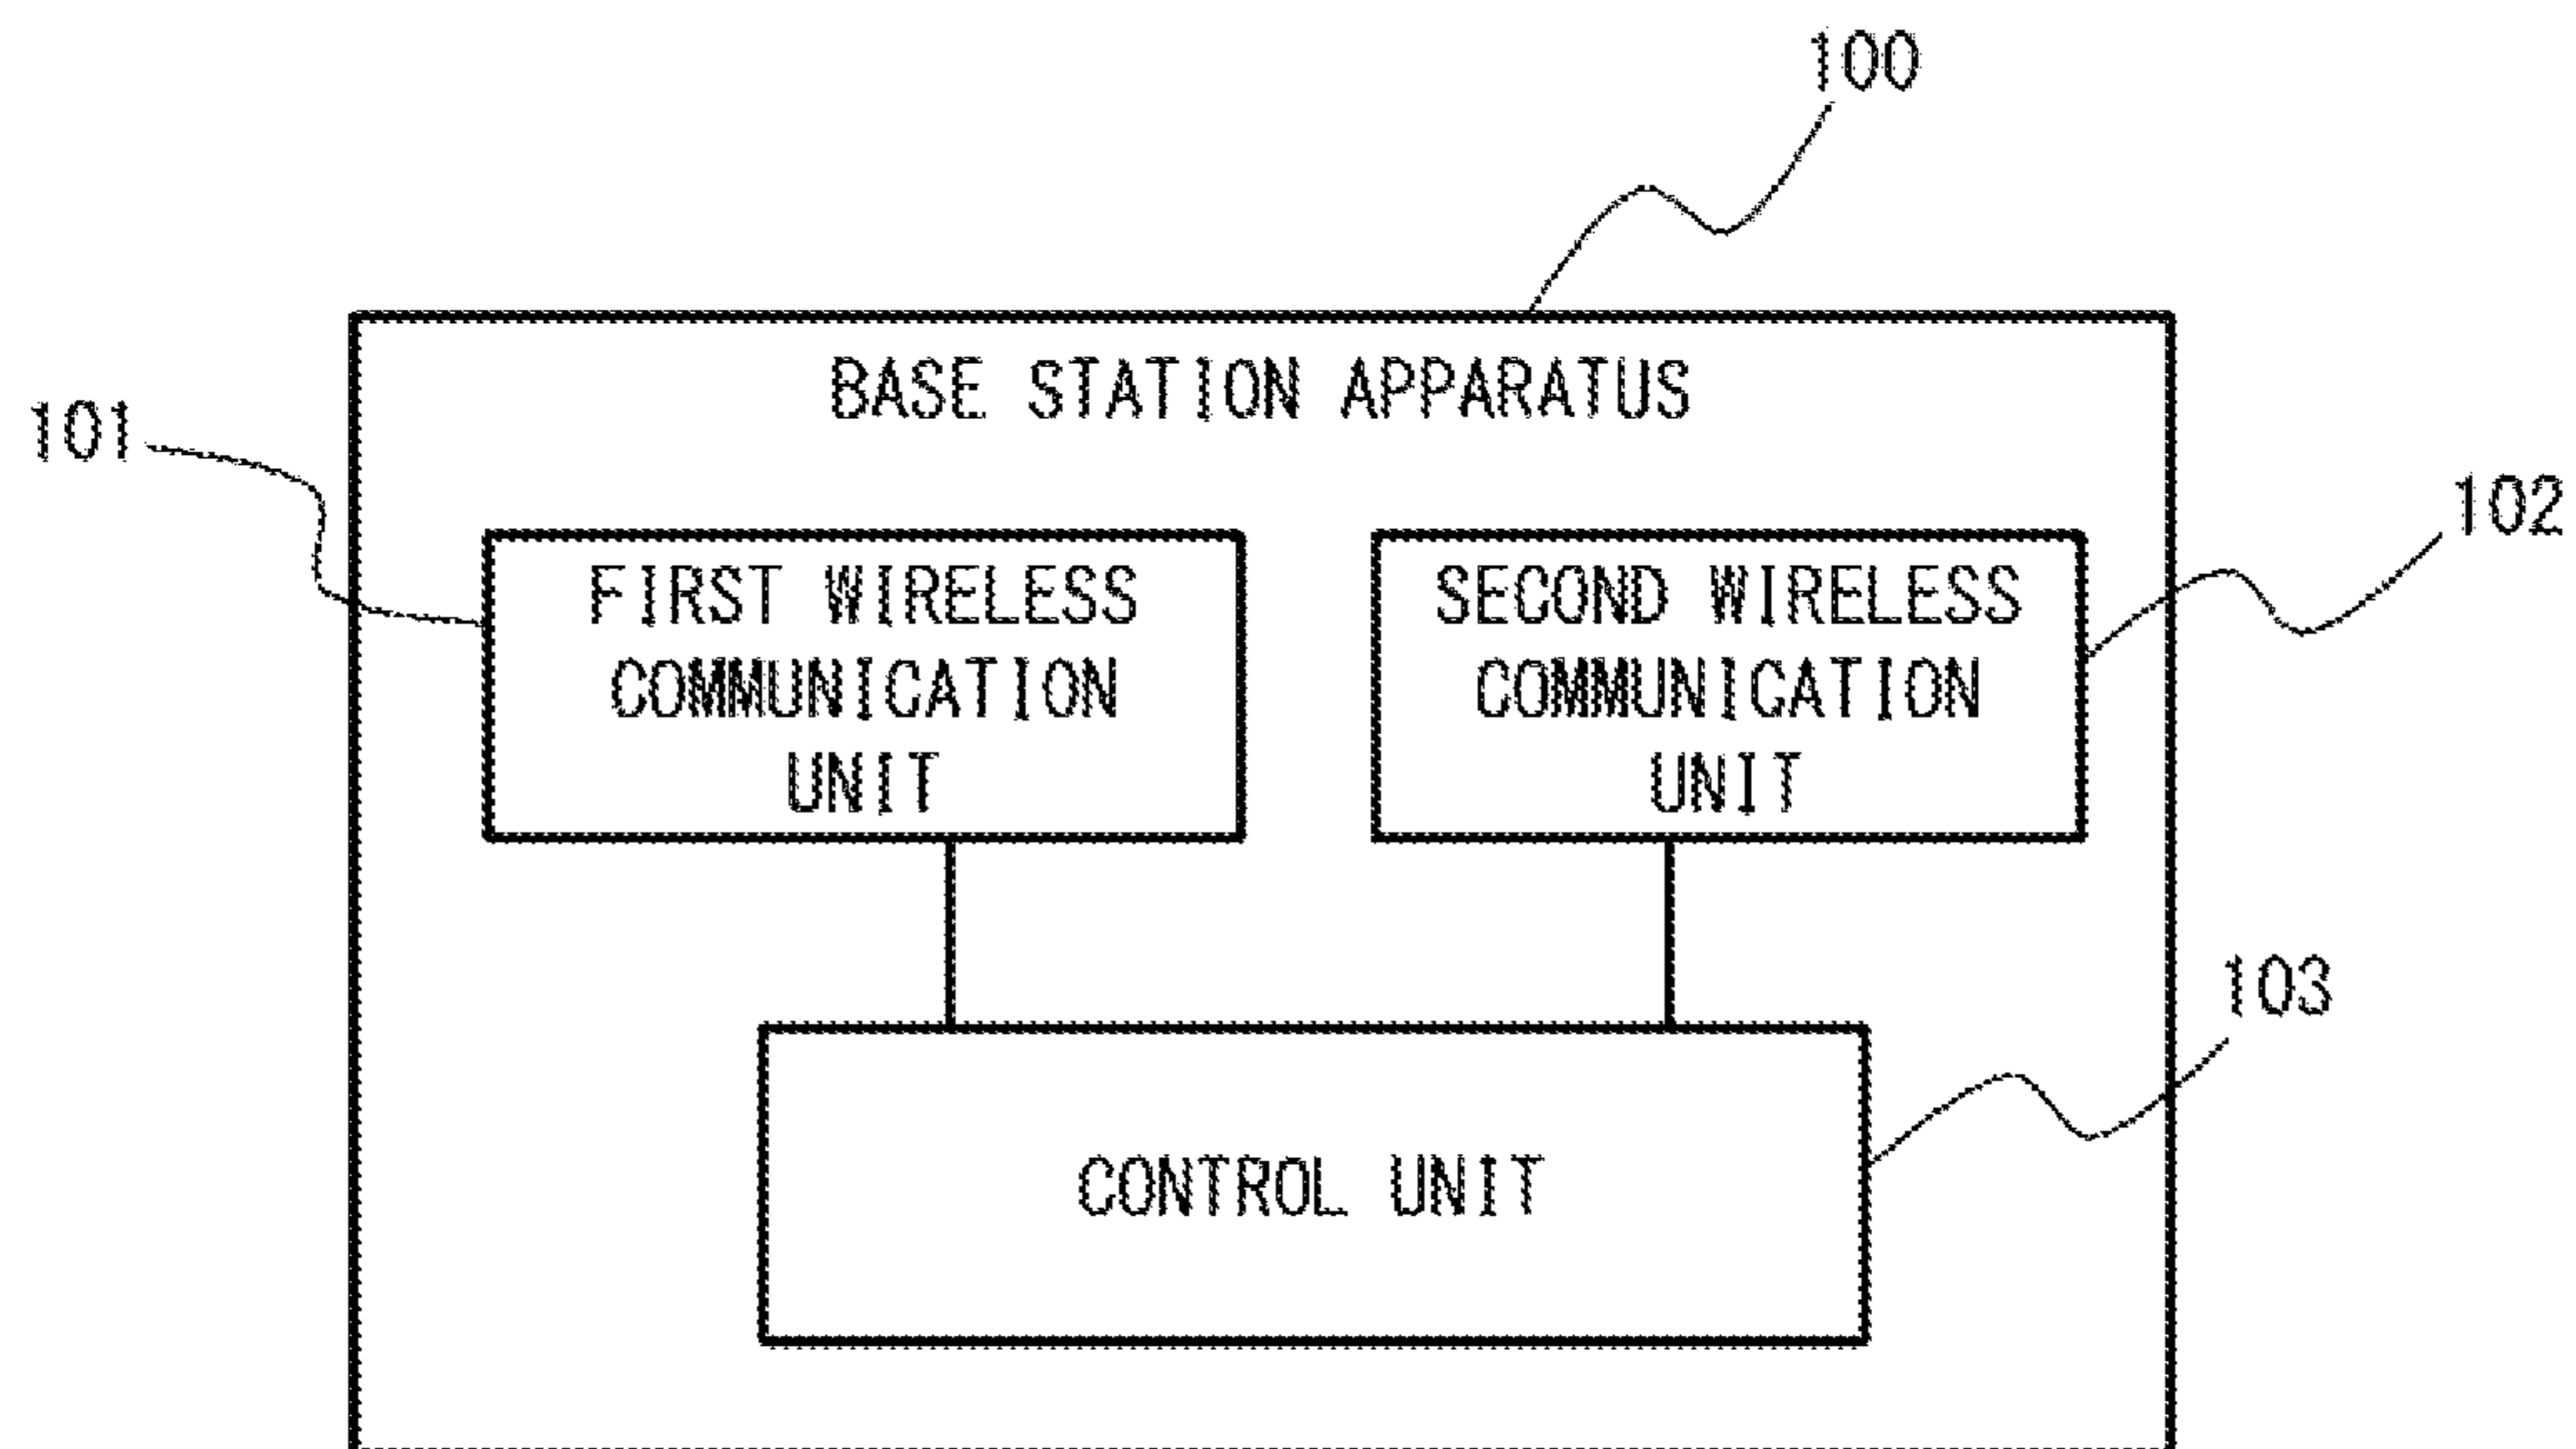 100
BASE STATION APPARATUS
101
102
FIRST WIRELESS
COMMUNICATION
UNIT
SECOND WIRELESS
COMMUNICATION
UNIT
103
CONTROL UNIT